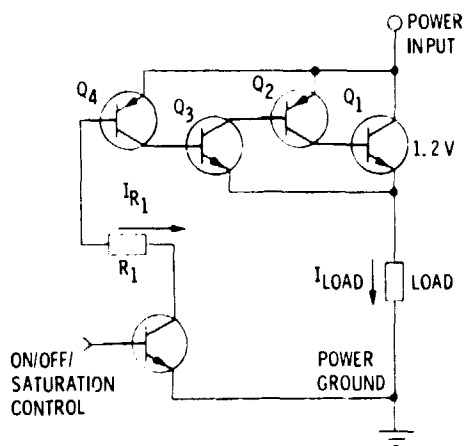 POWER
INPUT
Q4
Q3
Q2
Q1
1.2 V
IR1
R1
ILOAD
LOAD
ON/OFF/
SATURATION
CONTROL
POWER
GROUND